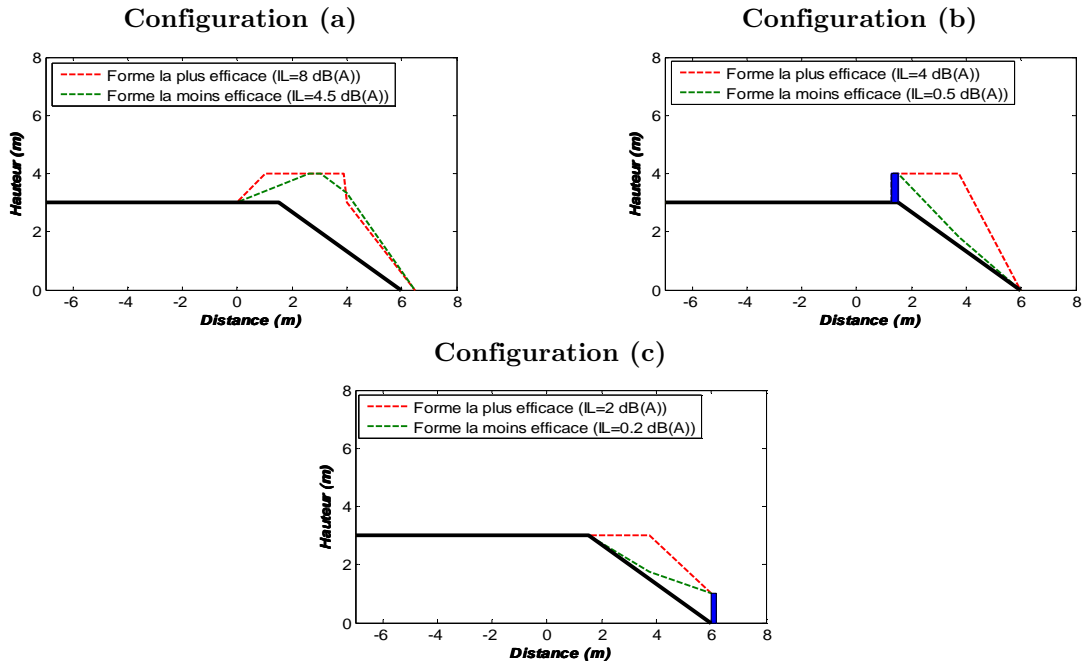 Configuration (a)
Forme la plus efficace (IL=8 dB(A))
Forme la moins efficace (IL=4.5 dB(A))
Hauteur (m)
8
6
4
2
0
-6 -4 -2 0 2 4 6 8
Distance (m)
Configuration (b)
Forme la plus efficace (IL=4 dB(A))
Forme la moins efficace (IL=0.5 dB(A))
Hauteur (m)
8
6
4
2
0
-6 -4 -2 0 2 4 6 8
Distance (m)
Configuration (c)
Forme la plus efficace (IL=2 dB(A))
Forme la moins efficace (IL=0.2 dB(A))
Hauteur (m)
8
6
4
2
0
-6 -4 -2 0 2 4 6 8
Distance (m)